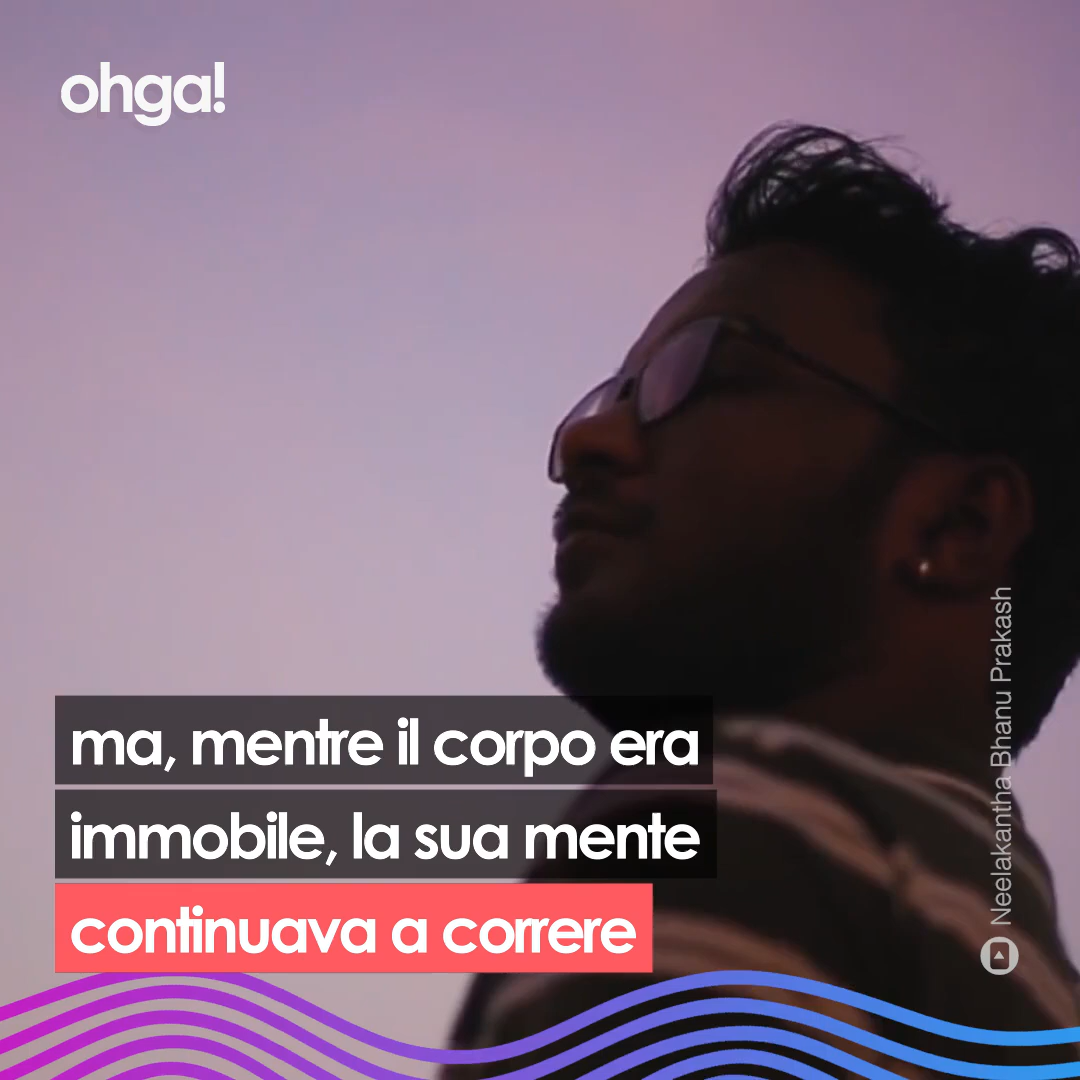 ohga!
ma, mentre il corpo era
immobile, la sua mente
continuava a correre
Neelakantha Bhanu Prakash